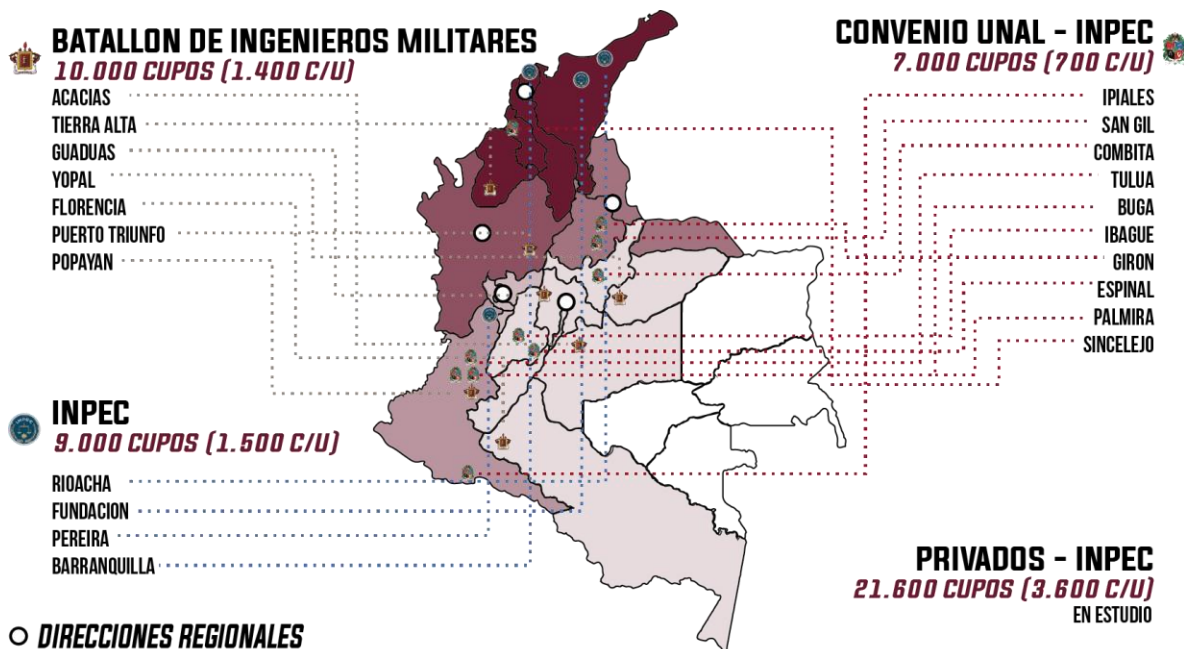 BATALLON DE INGENIEROS MILITARES
10.000 CUPOS (1.400 C/U)
ACACIAS
TIERRA ALTA
GUADUAS
YOPAL
FLORENCIA
PUERTO TRIUNFO
POPAYAN
INPEC
9.000 CUPOS (1.500 C/U)
RIOACHA
FUNDACION
PEREIRA
BARRANQUILLA
DIRECCIONES REGIONALES
CONVENIO UNAL - INPEC
7.000 CUPOS (700 C/U)
IPIALES
SAN GIL
COMBITA
TULUA
BUGA
IBAGUE
GIRON
ESPINAL
PALMIRA
SINCELEJO
PRIVADOS - INPEC
21.600 CUPOS (3.600 C/U)
EN ESTUDIO